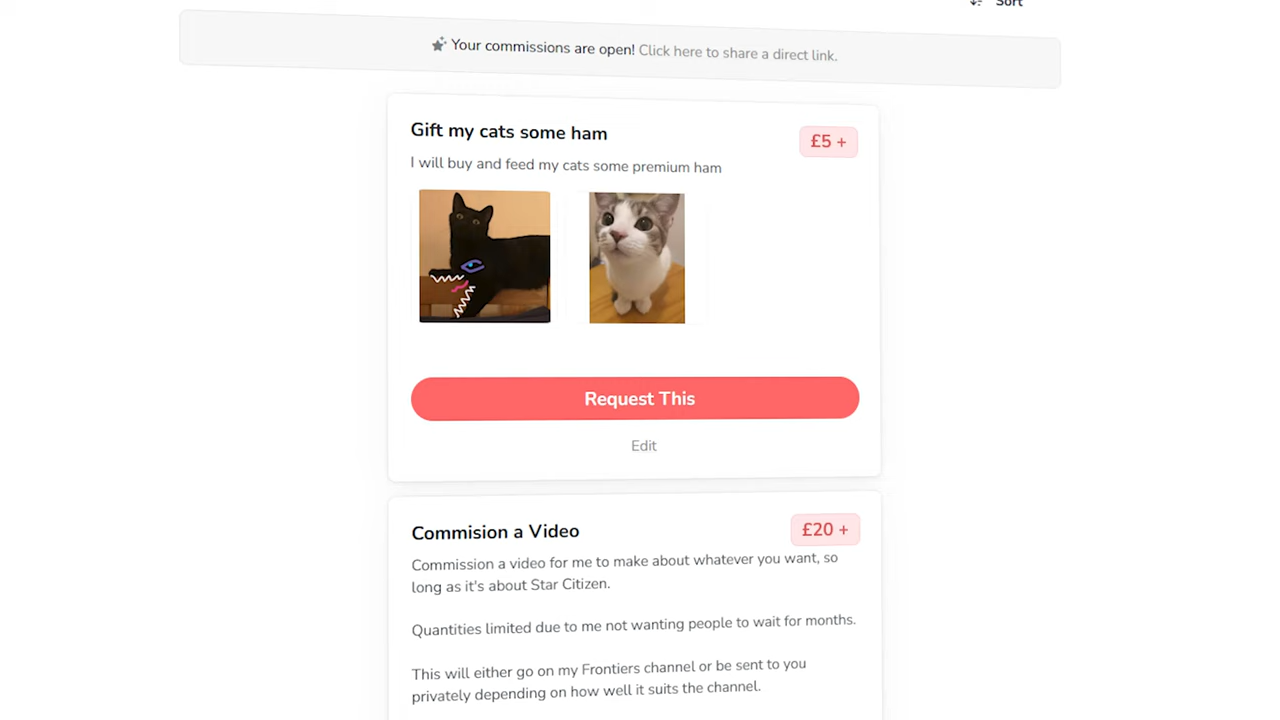 Sort
Your commissions are open! Click here to share a direct link.
Gift my cats some ham
£5 +
I will buy and feed my cats some premium ham
Request This
Edit
Commision a Video
£20 +
Commission a video for me to make about whatever you want, so
long as it's about Star Citizen.
Quantities limited due to me not wanting people to wait for months.
This will either go on my Frontiers channel or be sent to you
privately depending on how well it suits the channel.